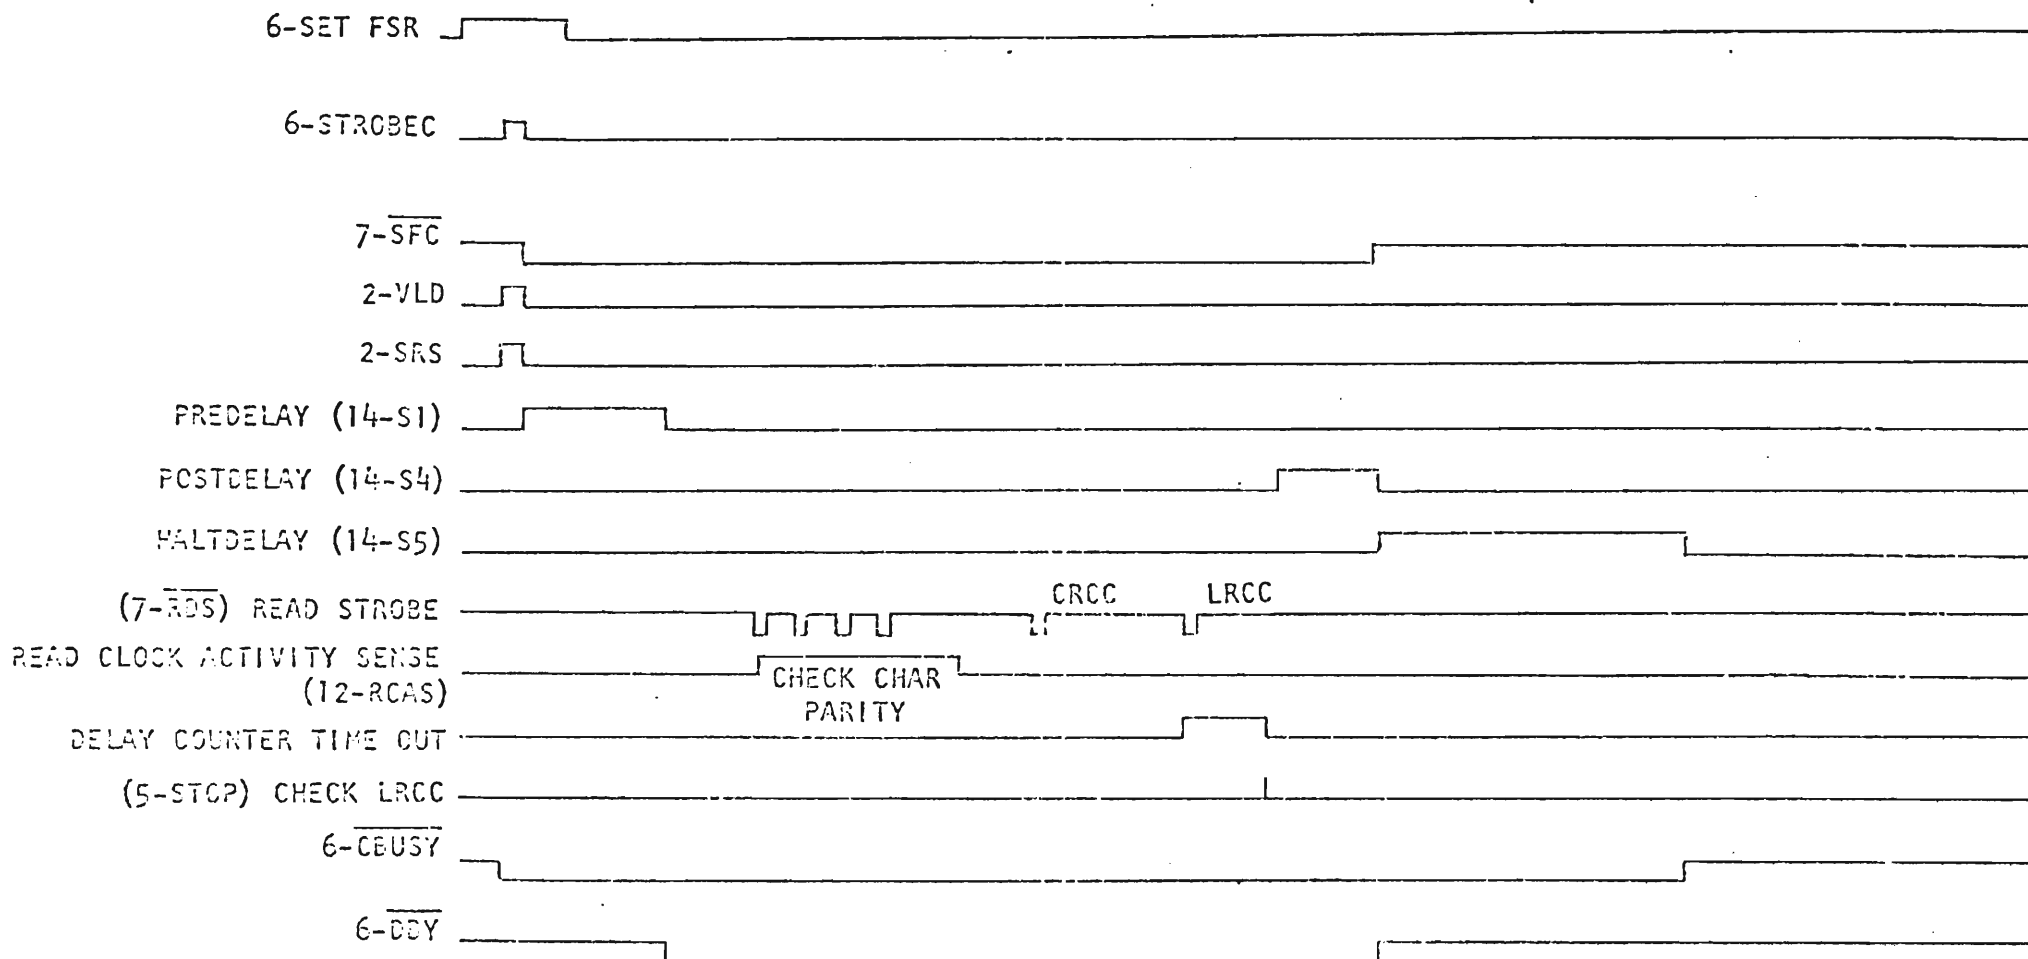 6-SET FSR
6-STROBEC
7-SFC
2-VLD
2-SRS
PREDELAY (14-S1)
POSTDELAY (14-S4)
HALTDELAY (14-S5)
(7-RDS) READ STROBE
CRCC
LRCC
READ CLOCK ACTIVITY SENSE
(12-RCAS)
CHECK CHAR
PARITY
DELAY COUNTER TIME OUT
(5-STOP) CHECK LRCC
6-CBUSY
6-DDY